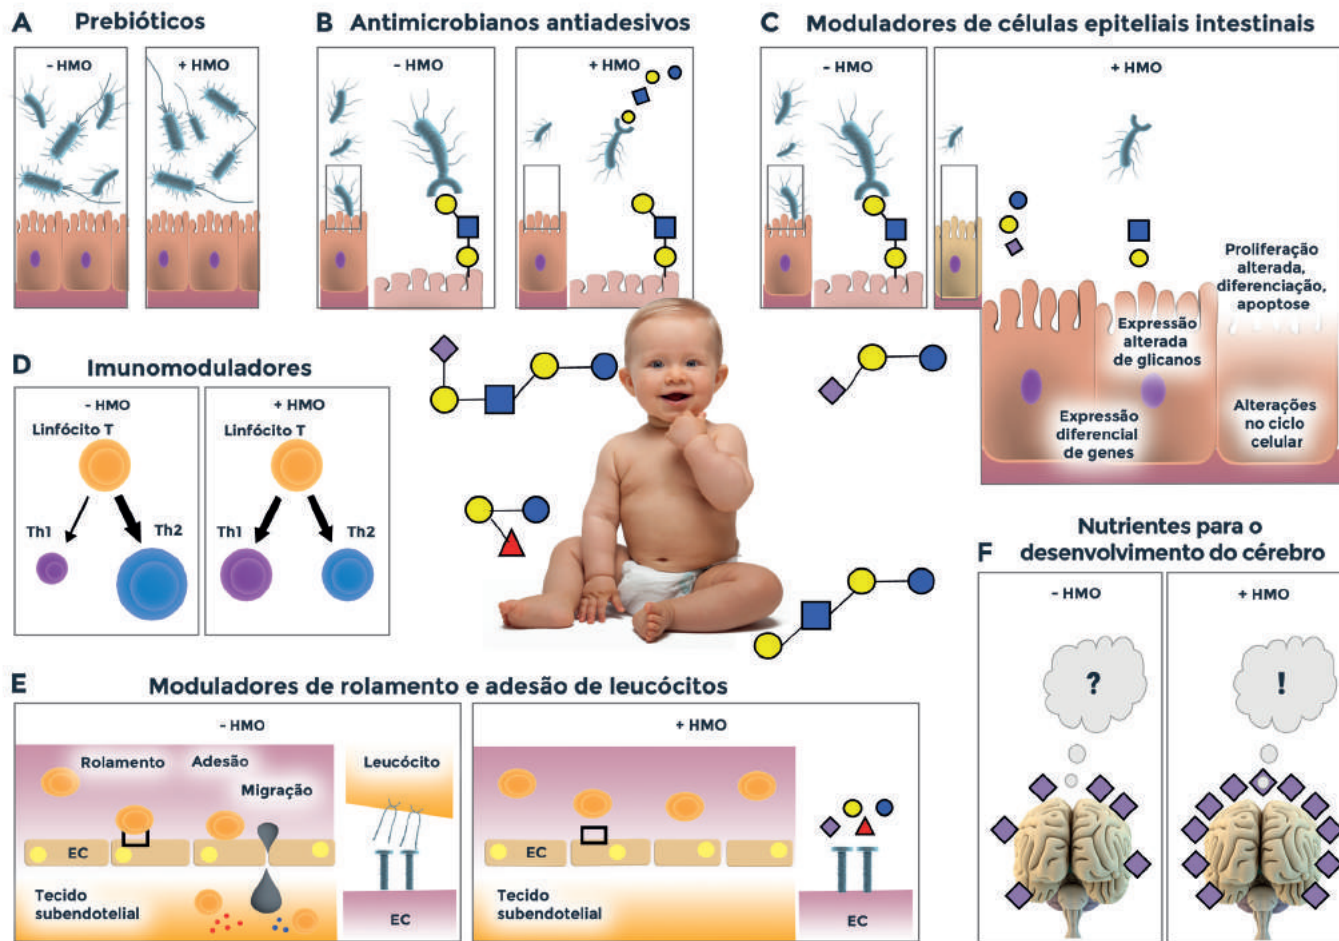 A Prebióticos
- HMO
+ HMO
B Antimicrobianos antiadesivos
- HMO
+ HMO
C Moduladores de células epiteliais intestinais
- HMO
+ HMO
Proliferação
alterada,
diferenciação,
apoptose
Expressão
alterada
de glicanos
Expressão
diferencial
de genes
Alterações
no ciclo
celular
D Imunomoduladores
- HMO
Linfócito T
Th1
Th2
+ HMO
Linfócito T
Th1
Th2
E Moduladores de rolamento e adesão de leucócitos
- HMO
Rolamento
Adesão
Migração
EC
Tecido
subendotelial
Leucócito
EC
+ HMO
EC
Tecido
subendotelial
EC
F Nutrientes para o
desenvolvimento do cérebro
- HMO
?
+ HMO
!